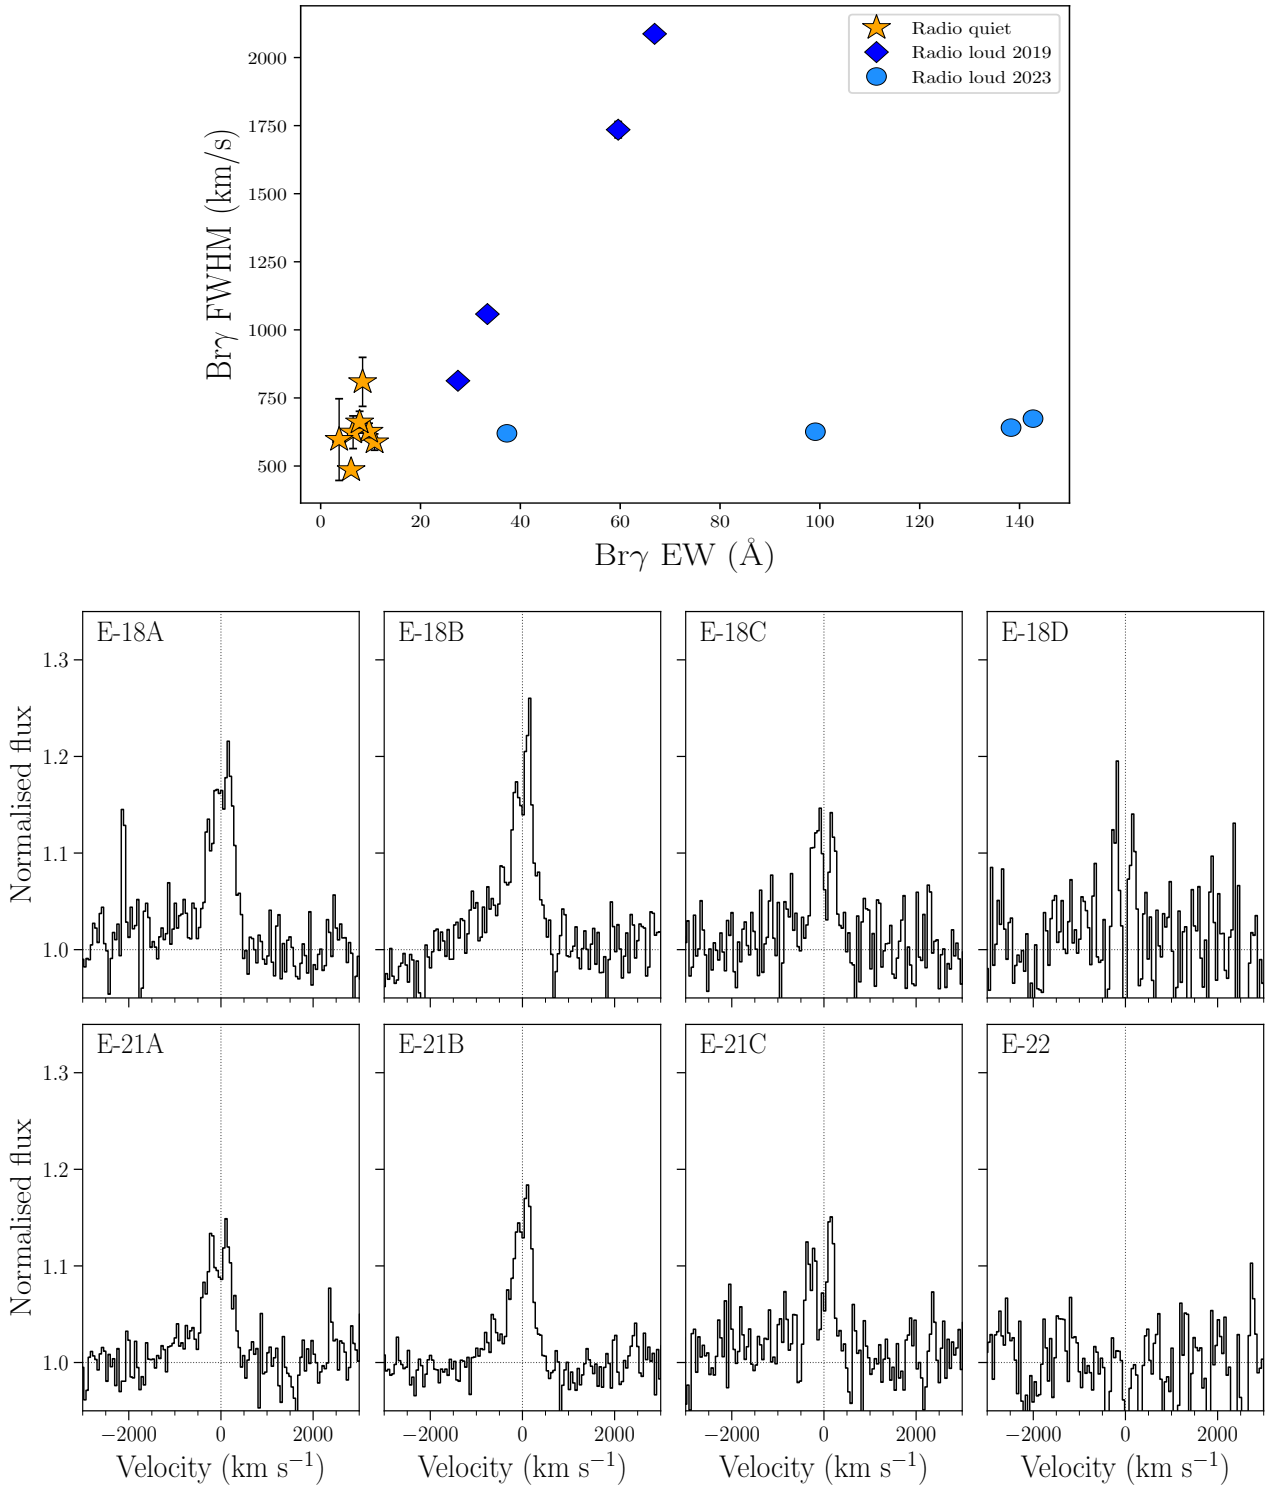 Radio quiet
Radio loud 2019
Radio loud 2023
2000
1750
1500
1250
1000
750
500
Brγ FWHM (km/s)
0 20 40 60 80 100 120 140
Brγ EW (Å)
E-18A E-18B E-18C E-18D
1.3
1.2
1.1
1.0
Normalised flux
E-21A E-21B E-21C E-22
1.3
1.2
1.1
1.0
Normalised flux
−2000 0 2000 −2000 0 2000 −2000 0 2000 −2000 0 2000
Velocity (km s⁻¹) Velocity (km s⁻¹) Velocity (km s⁻¹) Velocity (km s⁻¹)